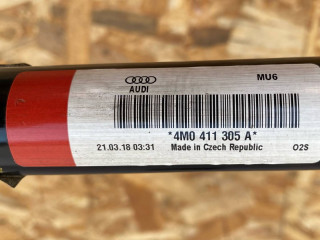 MU6
AUDI
*4M0 411 305 A*
21.03.18 03:31 Made in Czech Republic O2S